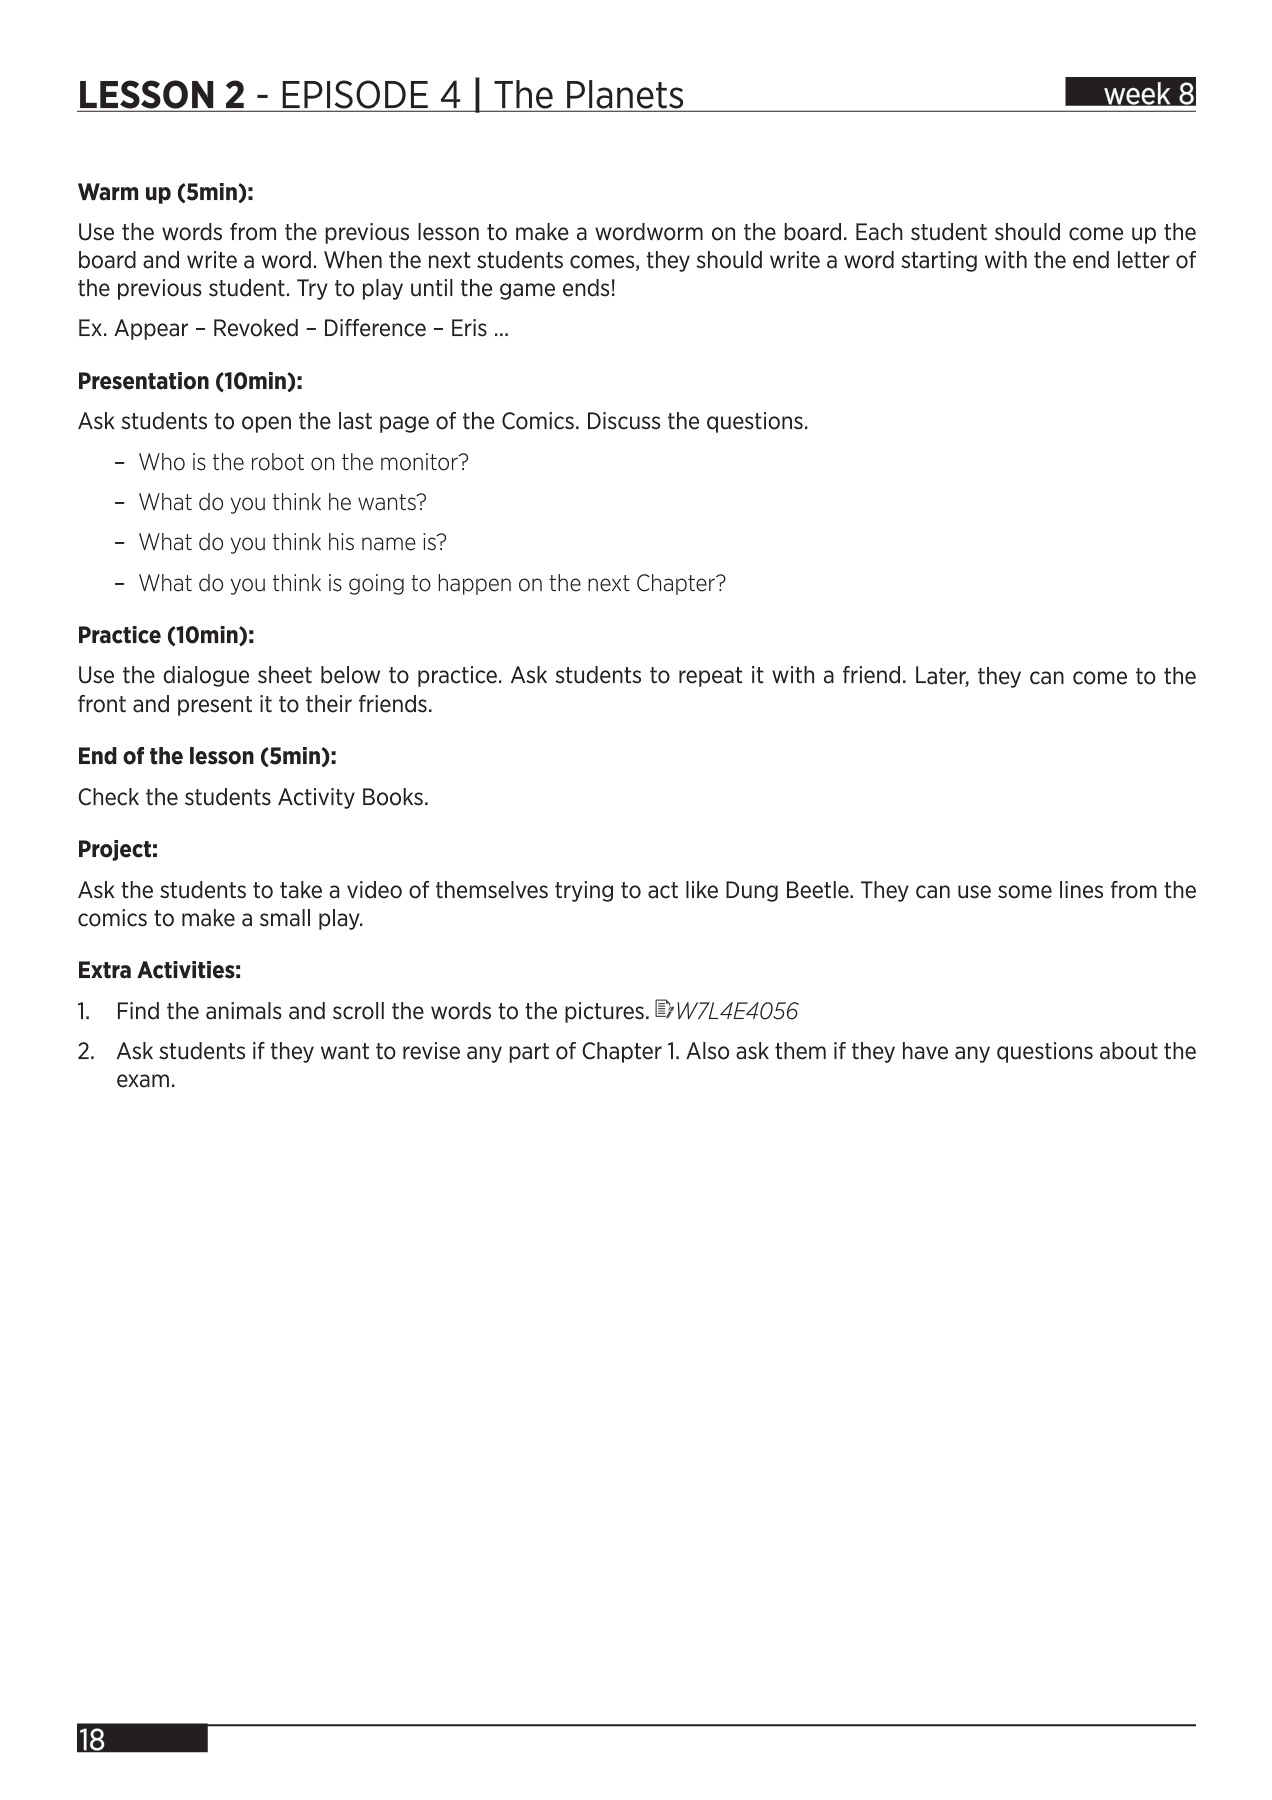 LESSON 2 - EPISODE 4 | The Planets
week 8
Warm up (5min):
Use the words from the previous lesson to make a wordworm on the board. Each student should come up the
board and write a word. When the next students comes, they should write a word starting with the end letter of
the previous student. Try to play until the game ends!
Ex. Appear – Revoked – Difference – Eris ...
Presentation (10min):
Ask students to open the last page of the Comics. Discuss the questions.
– Who is the robot on the monitor?
– What do you think he wants?
– What do you think his name is?
– What do you think is going to happen on the next Chapter?
Practice (10min):
Use the dialogue sheet below to practice. Ask students to repeat it with a friend. Later, they can come to the
front and present it to their friends.
End of the lesson (5min):
Check the students Activity Books.
Project:
Ask the students to take a video of themselves trying to act like Dung Beetle. They can use some lines from the
comics to make a small play.
Extra Activities:
1. Find the animals and scroll the words to the pictures. W7L4E4056
2. Ask students if they want to revise any part of Chapter 1. Also ask them if they have any questions about the
exam.
18